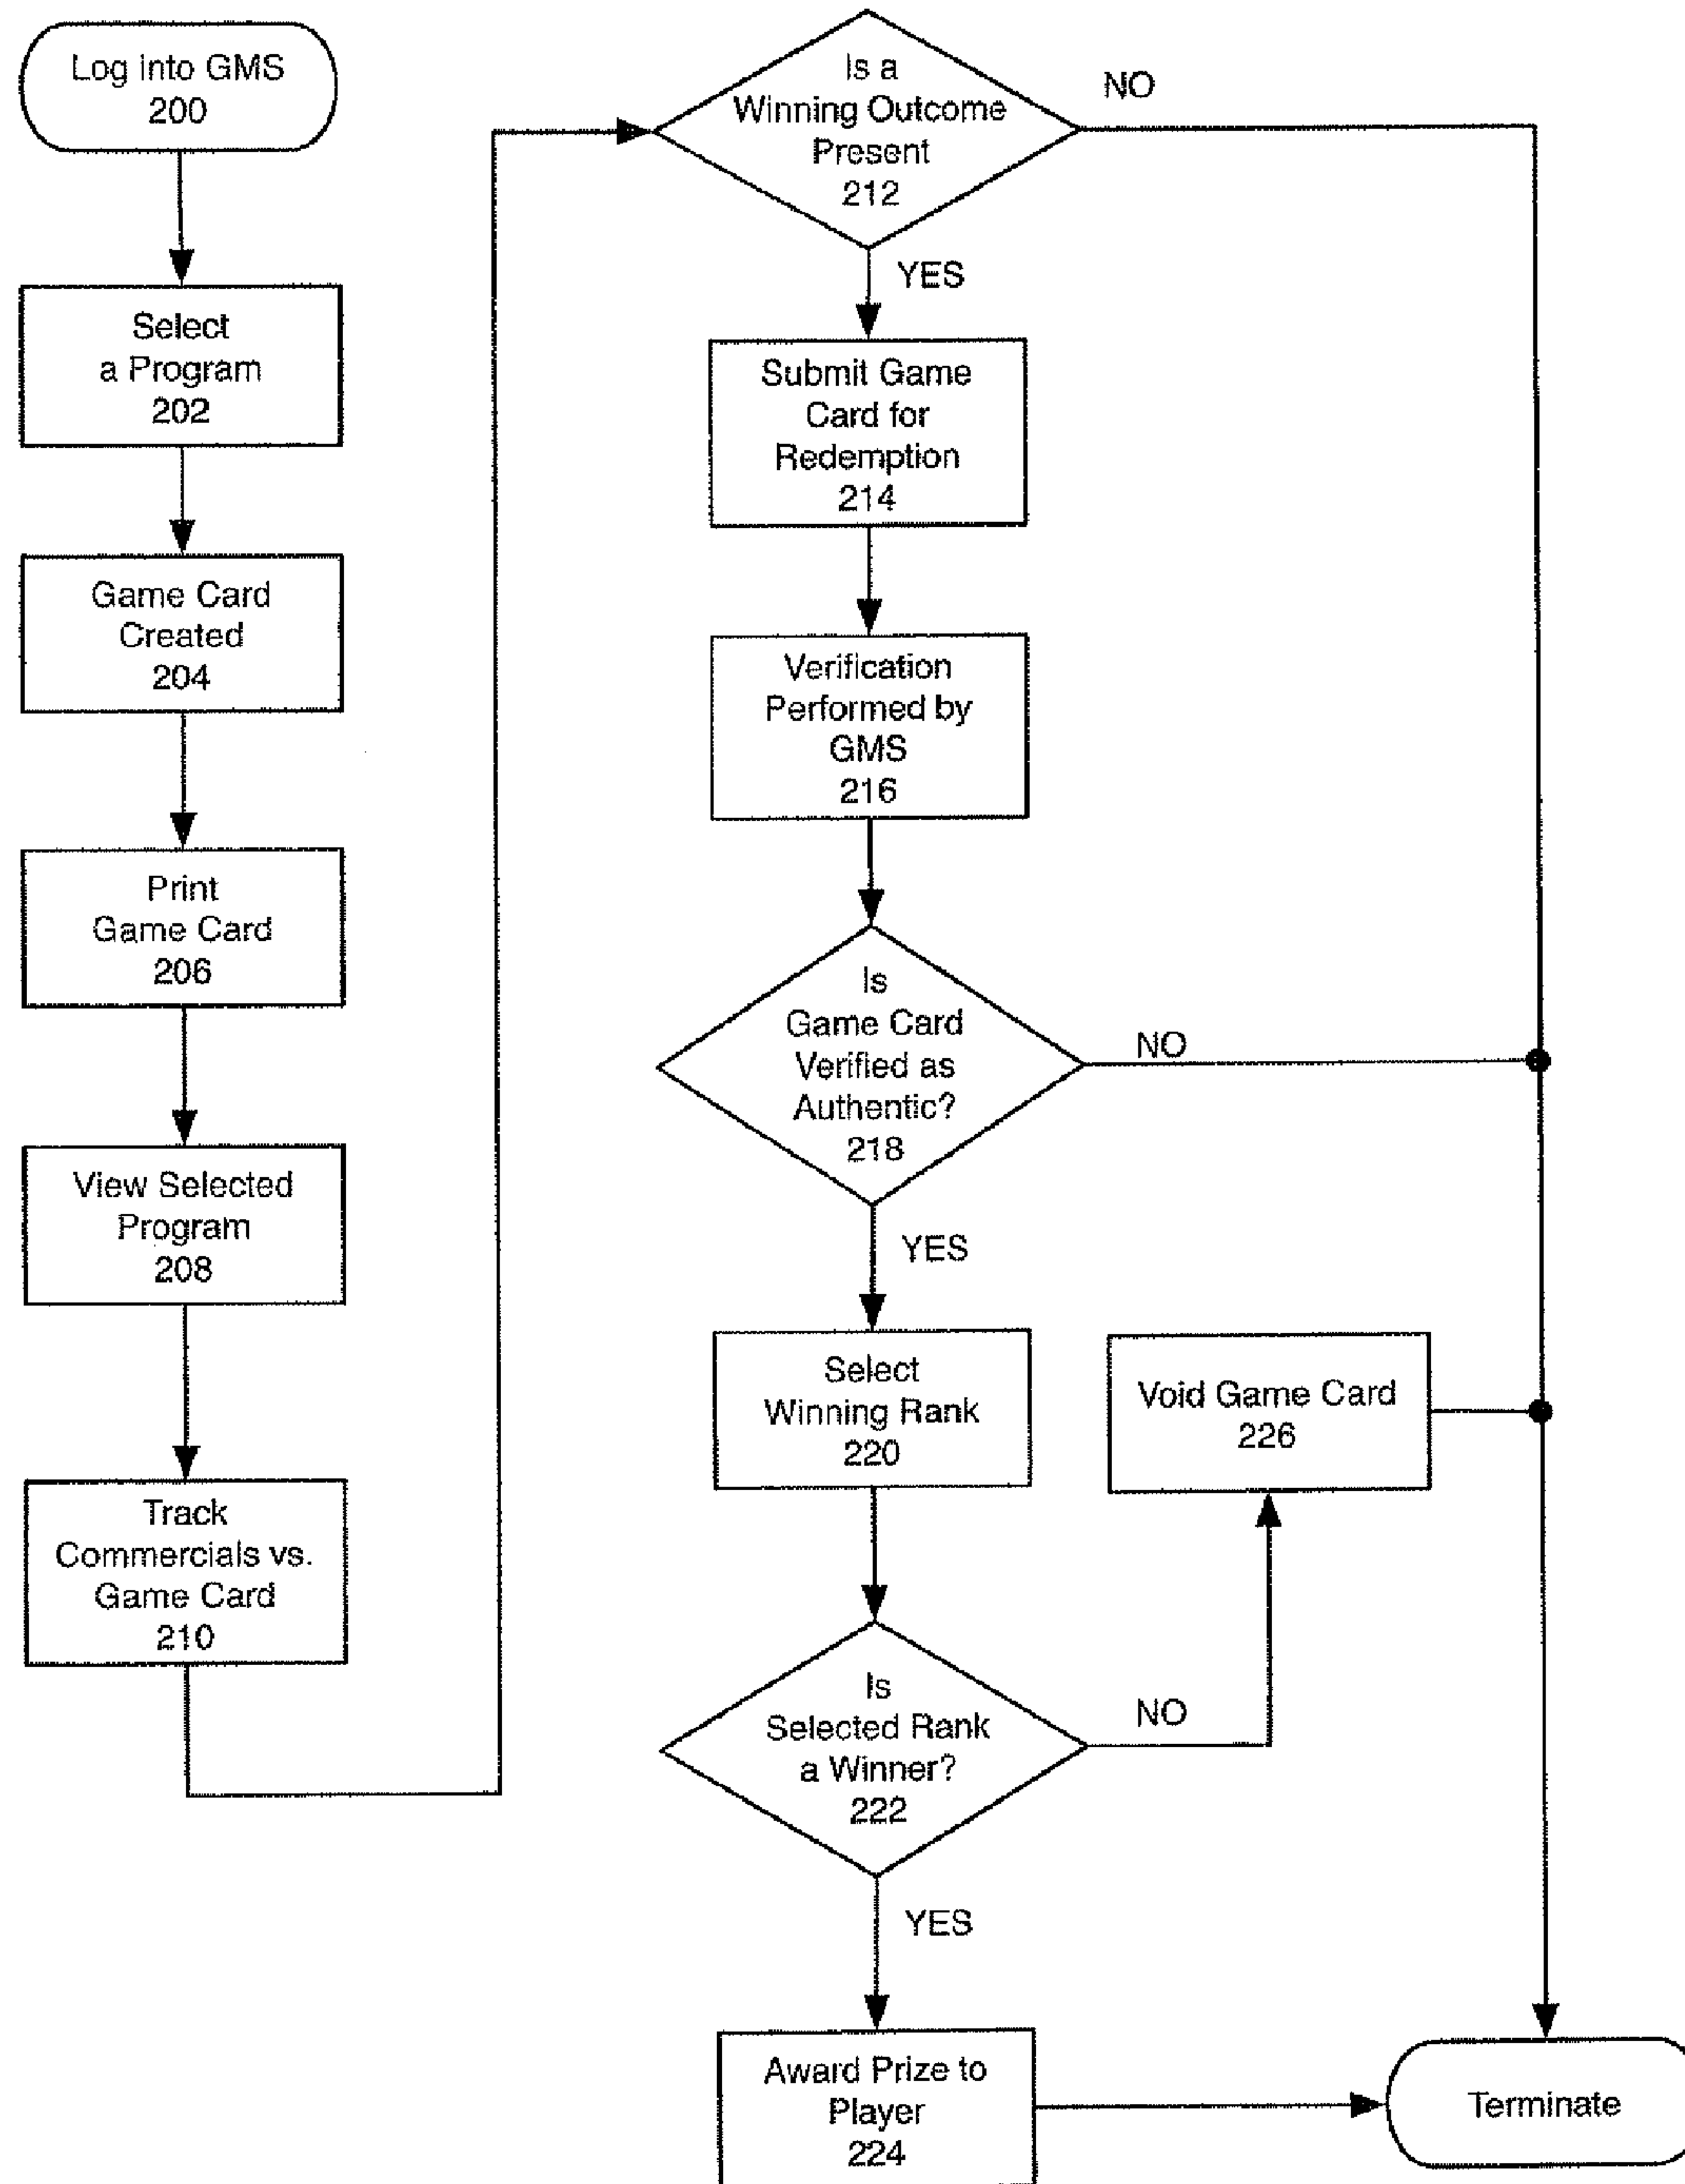 Log into GMS
200
Select
a Program
202
Game Card
Created
204
Print
Game Card
206
View Selected
Program
208
Track
Commercials vs.
Game Card
210
Is a
Winning Outcome
Present
212
NO
YES
Submit Game
Card for
Redemption
214
Verification
Performed by
GMS
216
Is
Game Card
Verified as
Authentic?
218
NO
YES
Select
Winning Rank
220
Void Game Card
226
Is
Selected Rank
a Winner?
222
NO
YES
Award Prize to
Player
224
Terminate